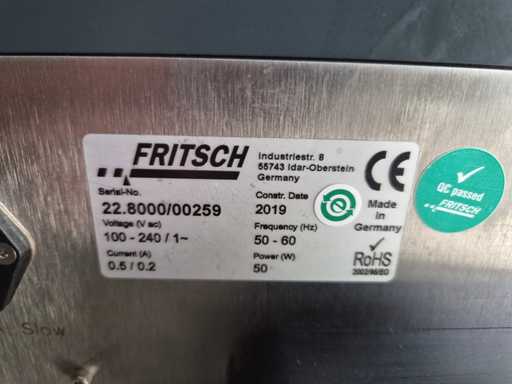 FRITSCH
Industriestr. 8
55743 Idar-Oberstein
Germany
Serial-No.
22.8000/00259
Constr. Date
2019
Voltage (V ac)
100 - 240 / 1~
Frequency (Hz)
50 - 60
Current (A)
0.5 / 0.2
Power (W)
50
CE
Made in
Germany
RoHS
2002/95/EG
QC passed
FRITSCH
Slow